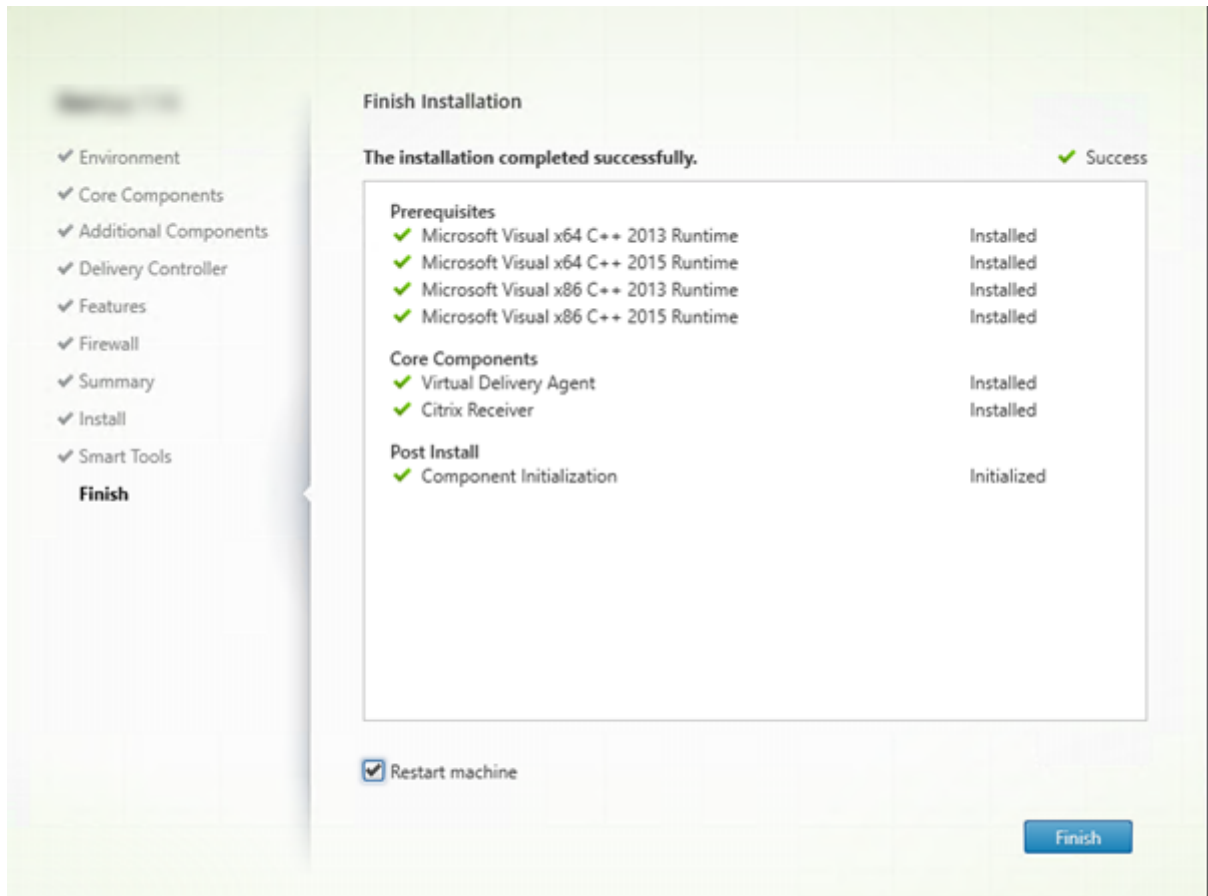 Environment
Core Components
Additional Components
Delivery Controller
Features
Firewall
Summary
Install
Smart Tools
Finish
Finish Installation
The installation completed successfully. Success
Prerequisites
Microsoft Visual x64 C++ 2013 Runtime Installed
Microsoft Visual x64 C++ 2015 Runtime Installed
Microsoft Visual x86 C++ 2013 Runtime Installed
Microsoft Visual x86 C++ 2015 Runtime Installed
Core Components
Virtual Delivery Agent Installed
Citrix Receiver Installed
Post Install
Component Initialization Initialized
Restart machine
Finish